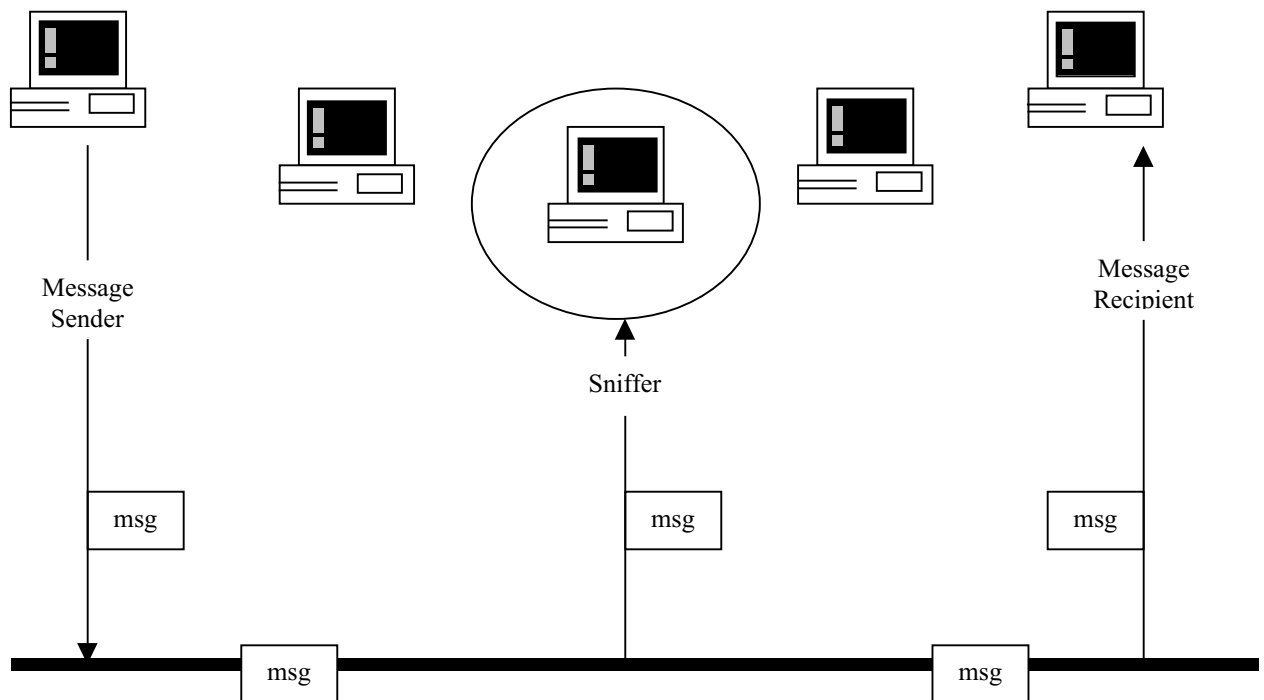 Message
Sender
Message
Recipient
Sniffer
msg
msg
msg
msg
msg